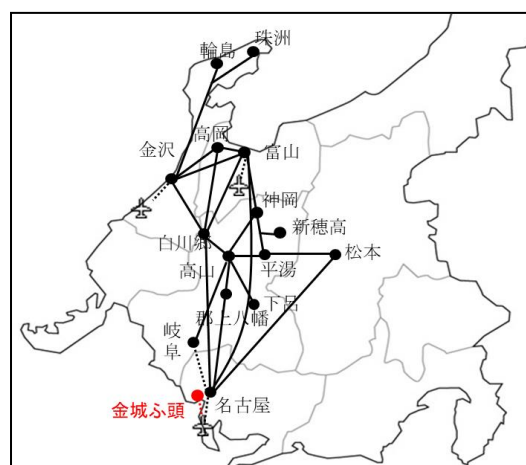 珠洲
輪島
高岡
金沢
富山
神岡
新穂高
白川郷
松本
高山
平湯
下呂
郡上八幡
岐
阜
金城ふ頭
名古屋